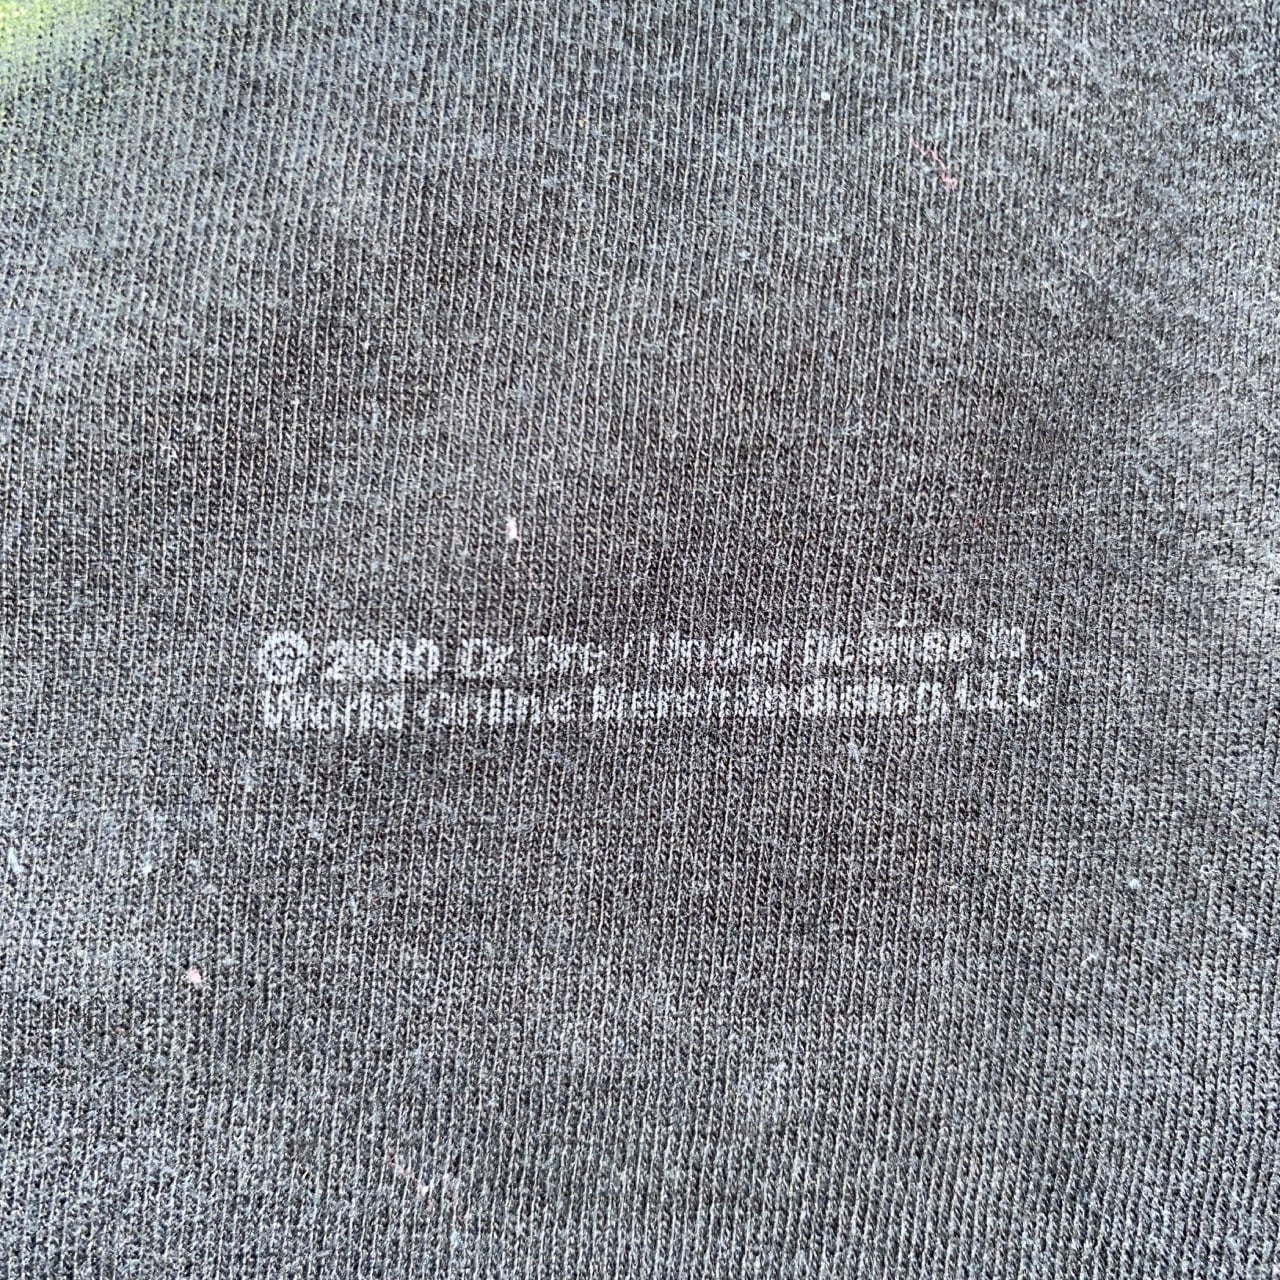 © 2000 Dr Dre / Under license to
World Online Merchandising, LLC